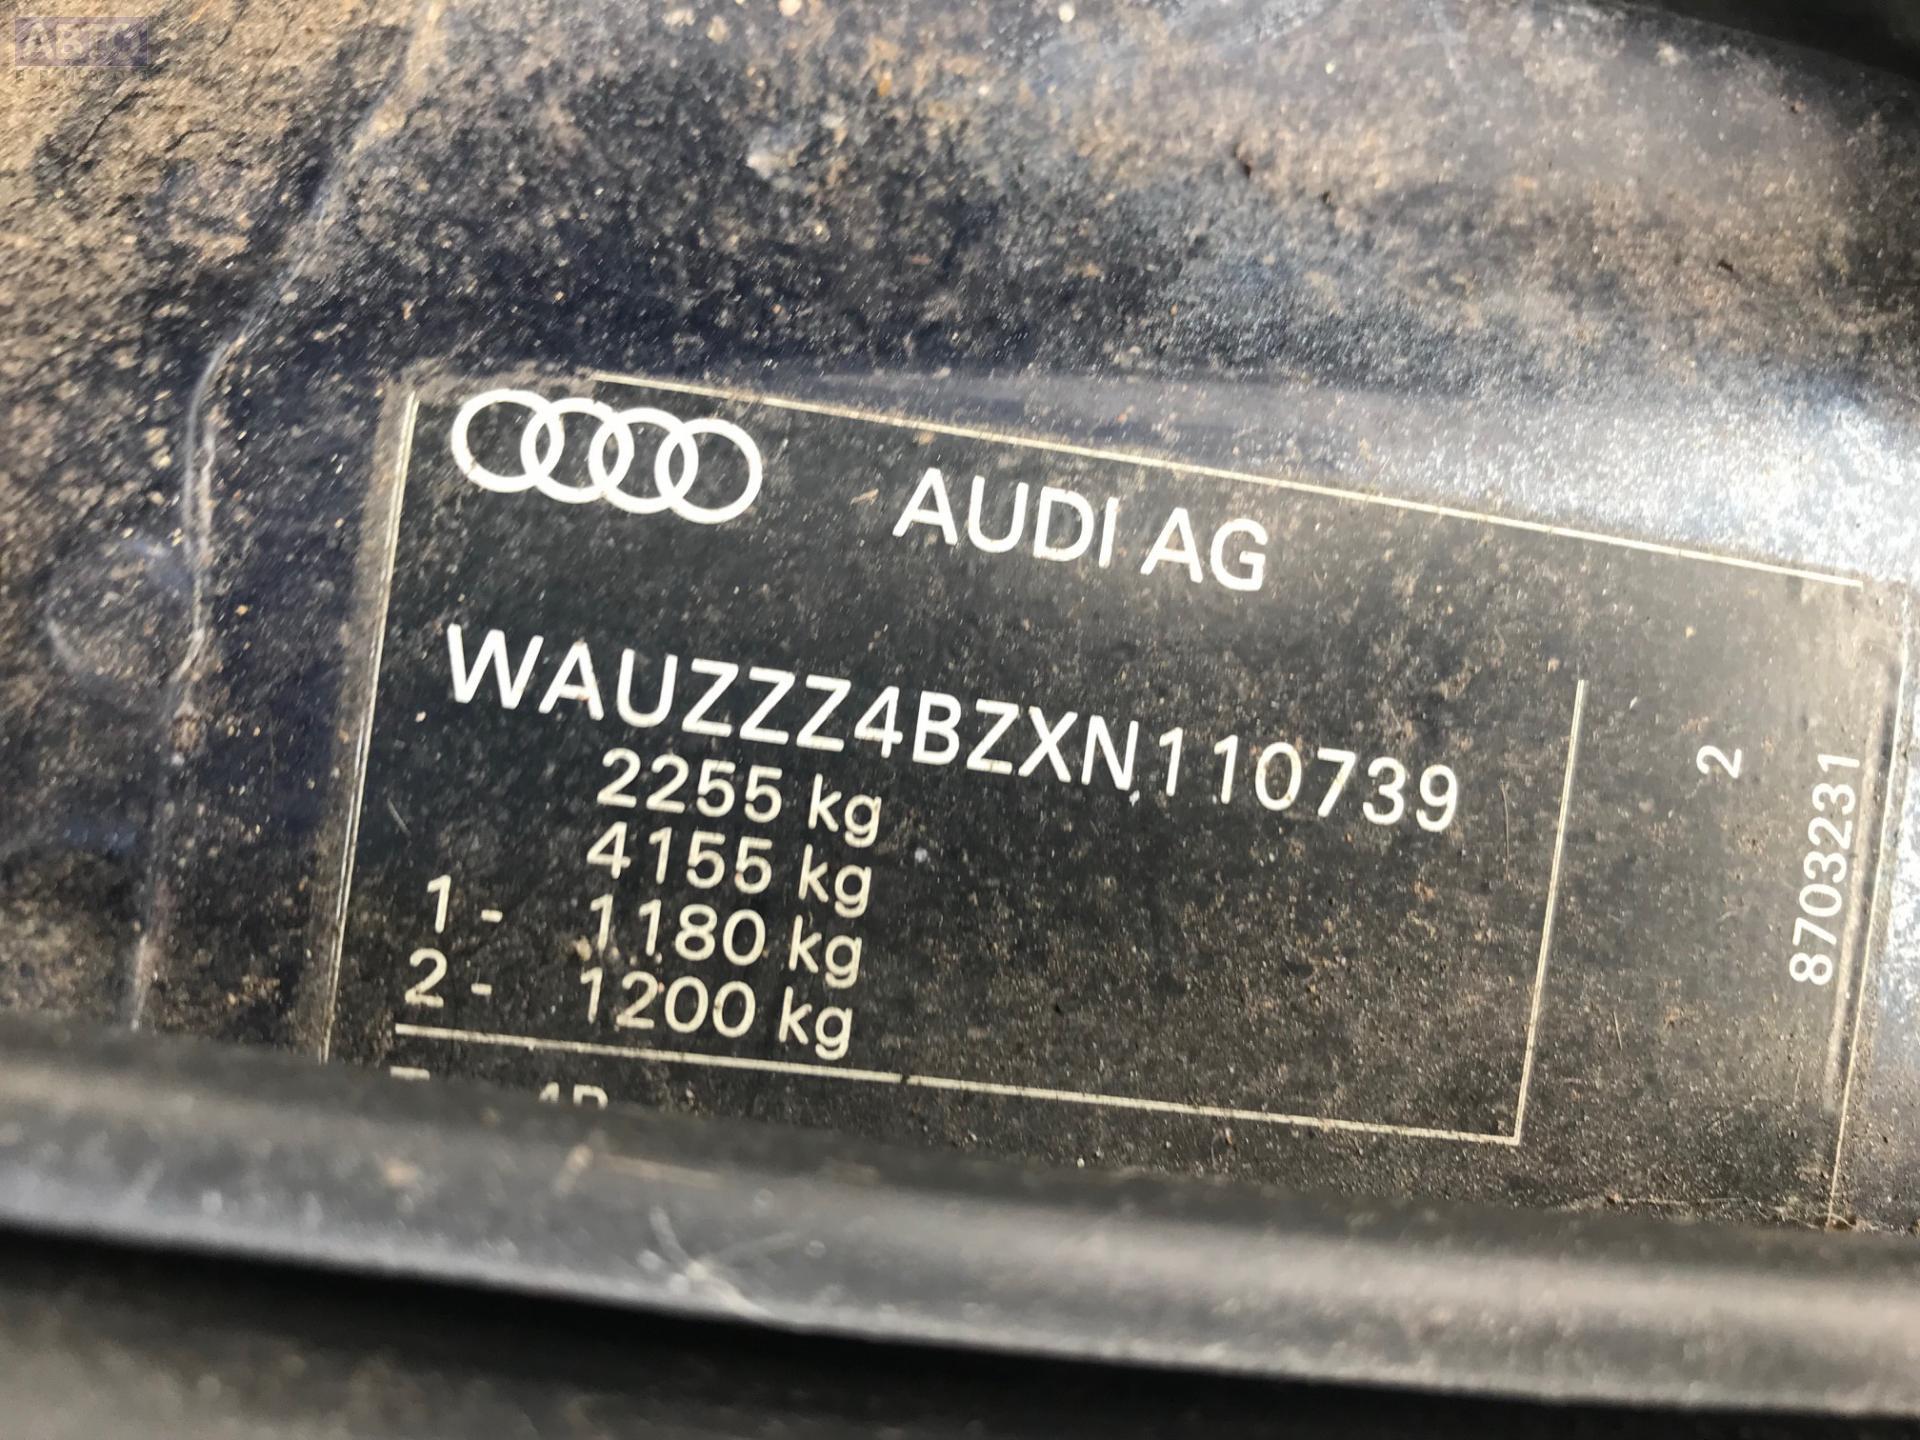 AUDI AG
WAUZZZ4BZXN110739
2255 kg
4155 kg
1 - 1180 kg
2 - 1200 kg
2
8703231